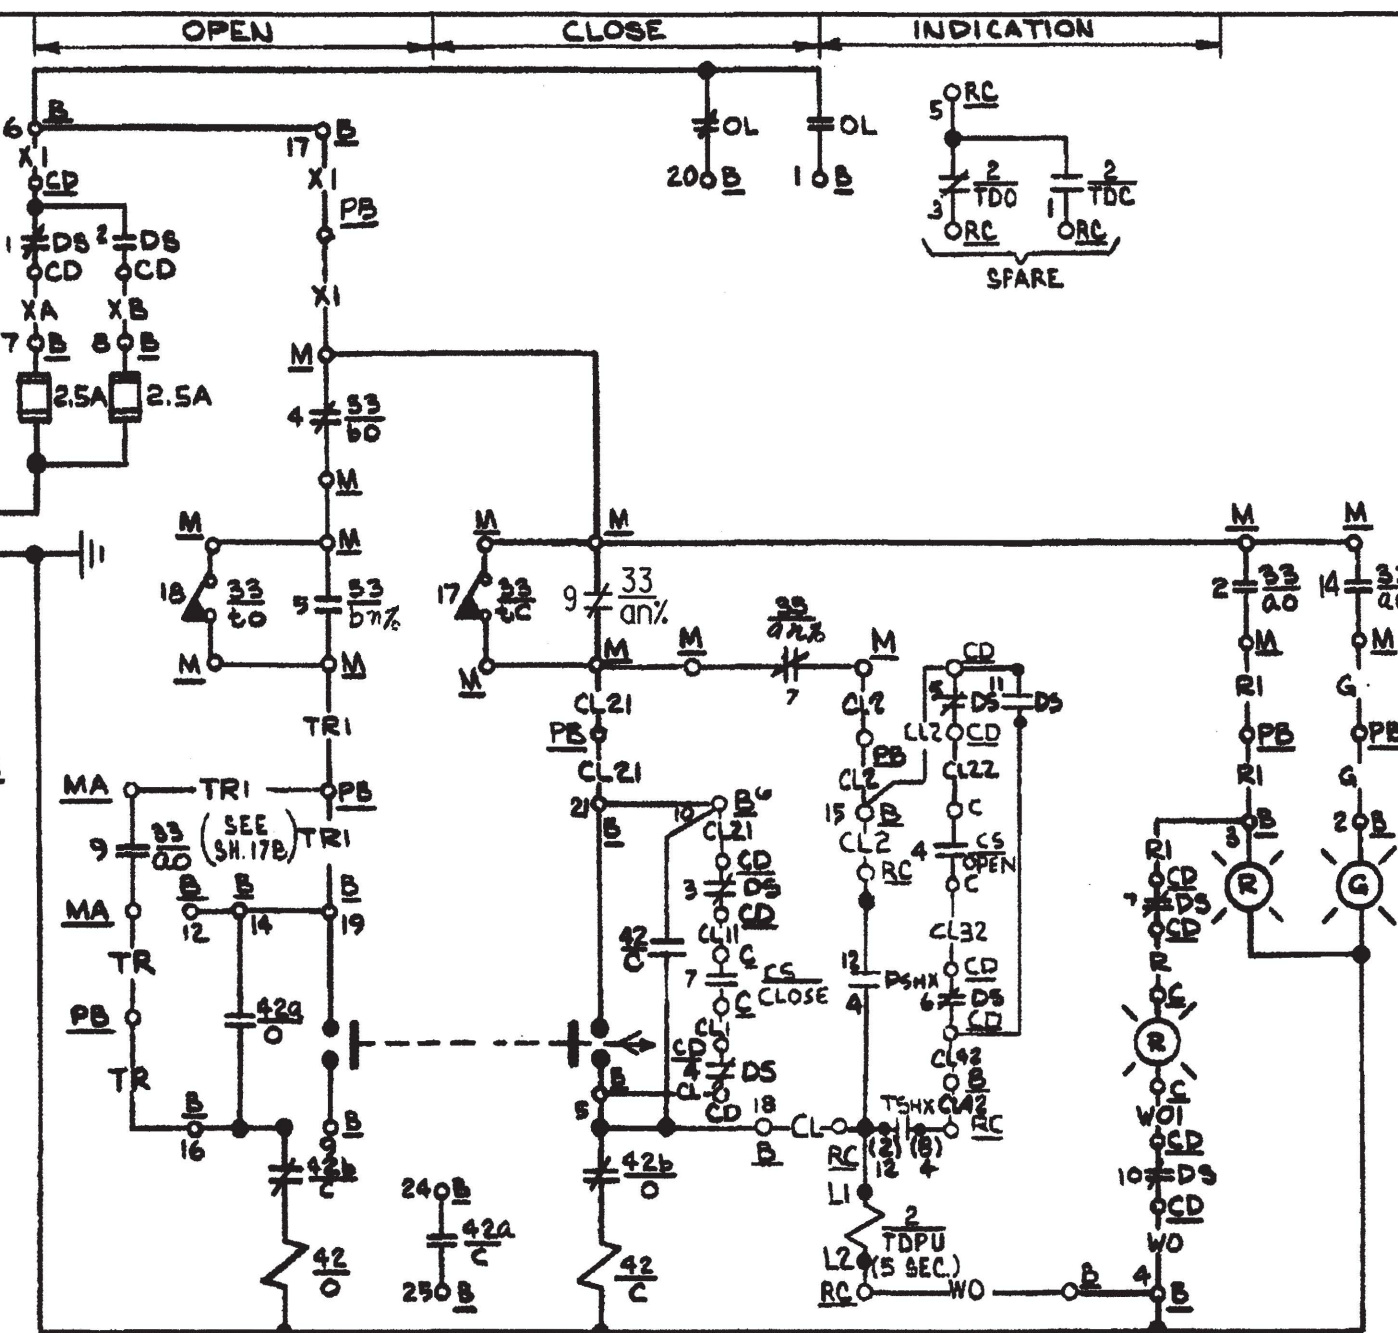 OPEN
CLOSE
INDICATION
6 B
17 B
X1
X1
CD
PB
1 DS
2 DS
CD
CD
XA
XB
X1
7 B
8 B
2.5A
2.5A
M
4 33/bo
M
OL
OL
20 B
1 B
5 RC
2/TDO
2/TDC
3
1
RC
RC
SPARE
M
M
18 33/to
5 33/bn%
M
M
M
M
17 33/tc
9 33/an%
M
M
M
33/an%
7
M
M
M
2 33/ao
14
M
M
R1
G
PB
PB
R1
G
3 B
2 B
R
G
TR1
MA
TR1
PB
9 33/ao
(SEE SH. 17B)
TR1
MA
B
B
B
12
14
19
TR
PB
42a/O
TR
B
16
B
9
42b/C
42/O
24 B
42a/C
25 B
CL21
PB
CL21
21
B
10
B
CL21
CD
3 DS
CD
CL11
C
42/C
7 CS/CLOSE
C
CL1
CD
4 DS
CL
CD
B
5
18
B
CL
42b/O
42/C
CL2
PB
CL2
15 B
CL2
RC
12
DSHX
4
CD
5 DS
11 DS
CL2
CD
CL22
C
4 CS/OPEN
C
CL32
CD
6 DS
CD
CL42
B
TSHX
CL42
RC
RC
(2)
(8)
12
4
L1
2/TDPU
(5 SEC.)
L2
RC
WO
B
4
B
R1
CD
DS
CD
R
C
R
C
WO1
CD
10 DS
CD
WO